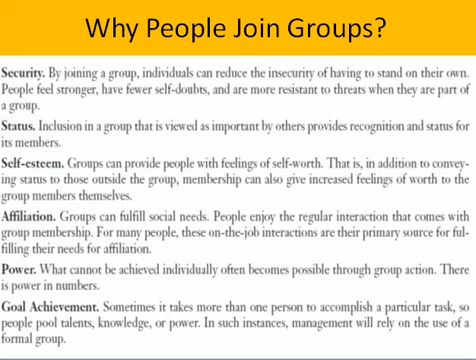 Why People Join Groups?
Security. By joining a group, individuals can reduce the insecurity of having to stand on their own.
People feel stronger, have fewer self-doubts, and are more resistant to threats when they are part of
a group.
Status. Inclusion in a group that is viewed as important by others provides recognition and status for
its members.
Self-esteem. Groups can provide people with feelings of self-worth. That is, in addition to convey-
ing status to those outside the group, membership can also give increased feelings of worth to the
group members themselves.
Affiliation. Groups can fulfill social needs. People enjoy the regular interaction that comes with
group membership. For many people, these on-the-job interactions are their primary source for ful-
filling their needs for affiliation.
Power. What cannot be achieved individually often becomes possible through group action. There
is power in numbers.
Goal Achievement. Sometimes it takes more than one person to accomplish a particular task, so
people pool talents, knowledge, or power. In such instances, management will rely on the use of a
formal group.